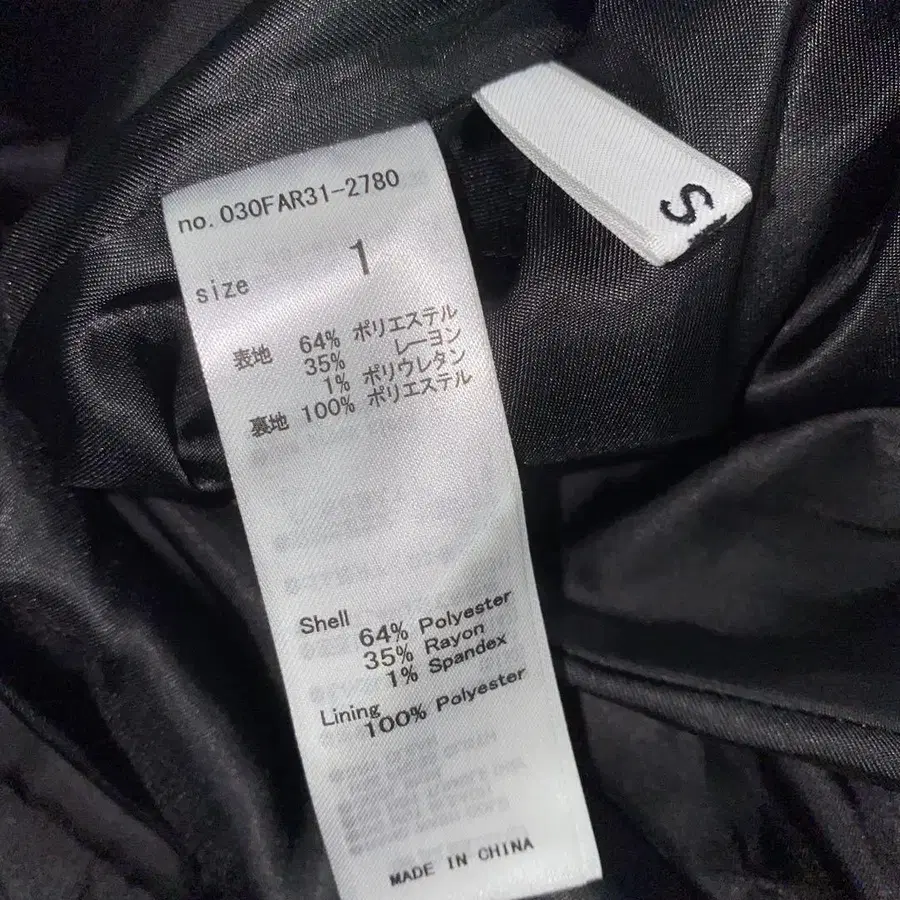 no.030FAR31-2780
size 1
表地 64% ポリエステル
35% レーヨン
1% ポリウレタン
裏地 100% ポリエステル
Shell
64% Polyester
35% Rayon
1% Spandex
Lining
100% Polyester
MADE IN CHINA